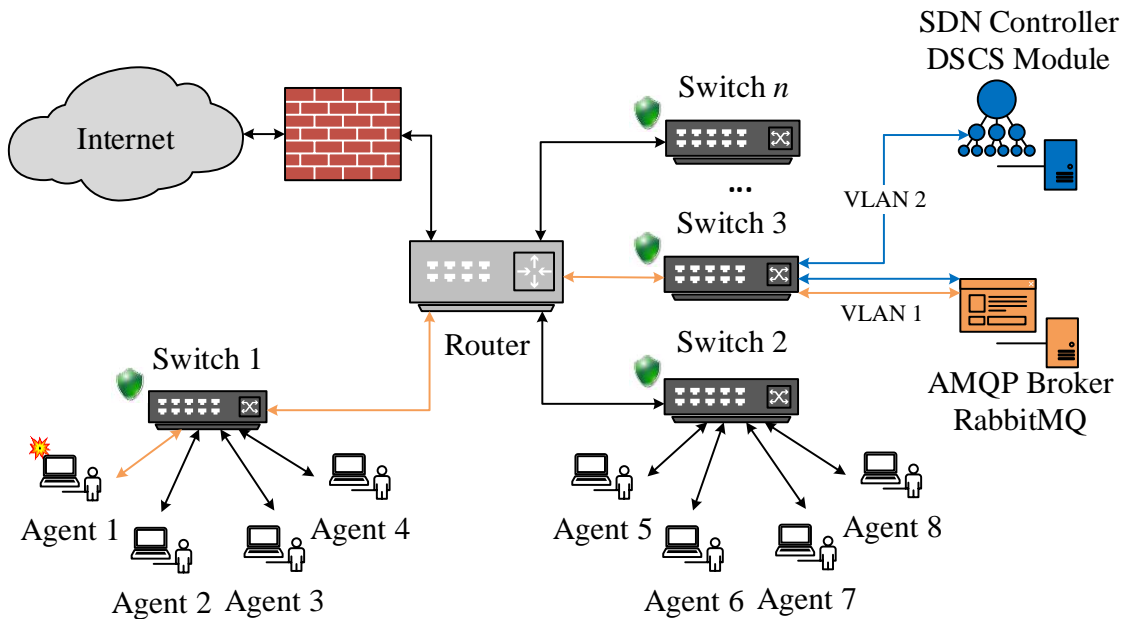 SDN Controller
DSCS Module
Switch n
Internet
...
VLAN 2
Switch 3
VLAN 1
Router
Switch 2
Switch 1
AMQP Broker
RabbitMQ
Agent 1
Agent 4
Agent 5
Agent 8
Agent 2
Agent 3
Agent 6
Agent 7